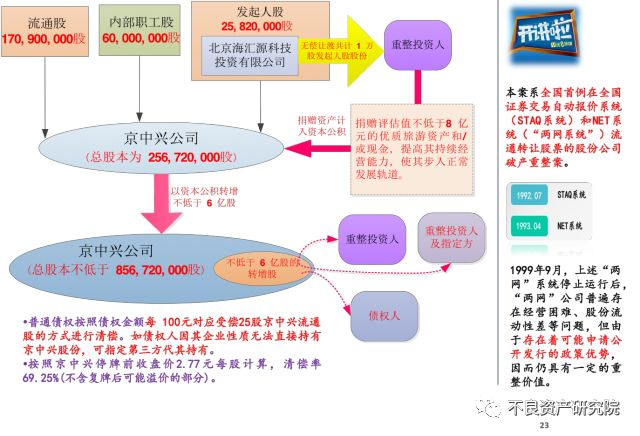 流通股
170,900,000股
内部职工股
60,000,000股
发起人股
25,820,000股
北京海汇源科技
投资有限公司
无偿让渡共计 1 万
股发起人股股份
重整投资人
捐赠资产计
入资本公积
捐赠评估值不低于8 亿
元的优质旅游资产和/
或现金，提高其持续经
营能力，使其步入正常
发展轨道。
京中兴公司
(总股本为 256,720,000股)
以资本公积转增
不低于 6 亿股
京中兴公司
(总股本不低于 856,720,000股)
不低于 6 亿股的
转增股
重整投资人
重整投资人
及指定方
债权人
•普通债权按照债权金额每 100元对应受偿25股京中兴流通
股的方式进行清偿。如债权人因其企业性质无法直接持有
京中兴股份，可指定第三方代其持有。
•按照京中兴停牌前收盘价2.77元每股计算，清偿率
69.25%(不含复牌后可能溢价的部分)。
开讲啦
本案系全国首例在全国
证券交易自动报价系统
（STAQ系统）和NET系
统（“两网系统”）流
通转让股票的股份公司
破产重整案。
1992.07 STAQ系统
1993.04 NET系统
1999年9月，上述“两
网”系统停止运行后，
“两网”公司普遍存
在经营困难、股份流
动性差等问题，但由
于存在着可能申请公
开发行的政策优势，
因而仍具有一定的重
整价值。
不良资产研究院
23